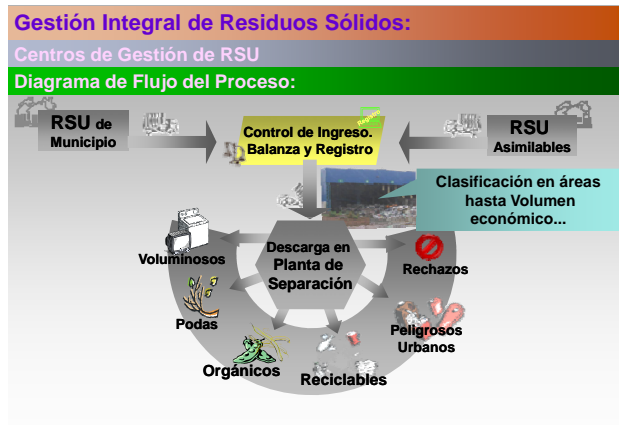 Gestión Integral de Residuos Sólidos:
Centros de Gestión de RSU
Diagrama de Flujo del Proceso:
RSU de
Municipio
Registro
Control de Ingreso.
Balanza y Registro
RSU
Asimilables
Clasificación en áreas
hasta Volumen
económico...
Descarga en
Planta de
Separación
Voluminosos
Podas
Orgánicos
Reciclables
Peligrosos
Urbanos
Rechazos